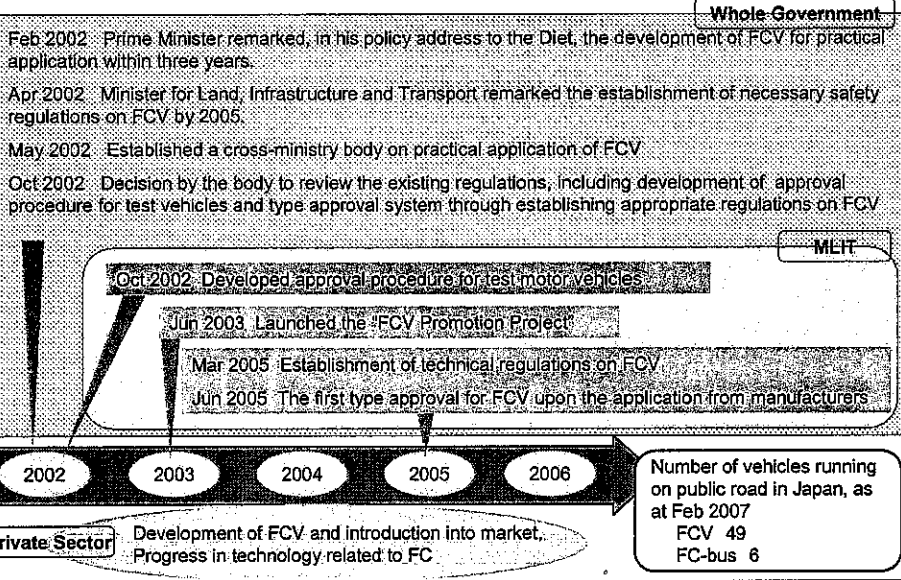 Whole Government
Feb 2002 Prime Minister remarked, in his policy address to the Diet, the development of FCV for practical
application within three years.
Apr 2002 Minister for Land, Infrastructure and Transport remarked the establishment of necessary safety
regulations on FCV by 2005.
May 2002 Established a cross-ministry body on practical application of FCV
Oct 2002 Decision by the body to review the existing regulations, including development of approval
procedure for test vehicles and type approval system through establishing appropriate regulations on FCV
MLIT
Oct 2002 Developed approval procedure for test motor vehicles
Jun 2003 Launched the "FCV Promotion Project"
Mar 2005 Establishment of technical regulations on FCV
Jun 2005 The first type approval for FCV upon the application from manufacturers
2002 2003 2004 2005 2006
Number of vehicles running
on public road in Japan, as
at Feb 2007
FCV 49
FC-bus 6
rivate Sector
Development of FCV and introduction into market,
Progress in technology related to FC